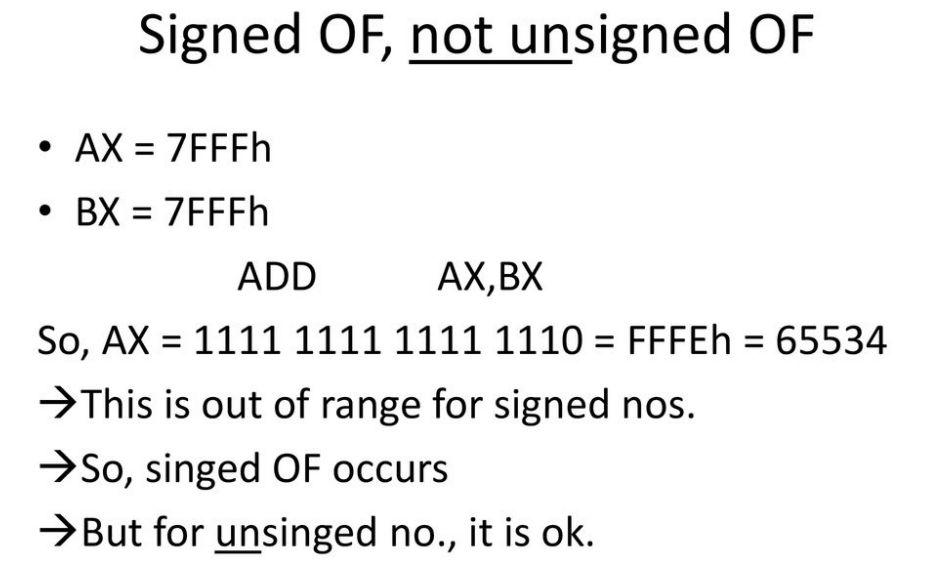 Signed OF, not unsigned OF
• AX = 7FFFh
• BX = 7FFFh
ADD AX,BX
So, AX = 1111 1111 1111 1110 = FFFEh = 65534
→This is out of range for signed nos.
→So, singed OF occurs
→But for unsinged no., it is ok.